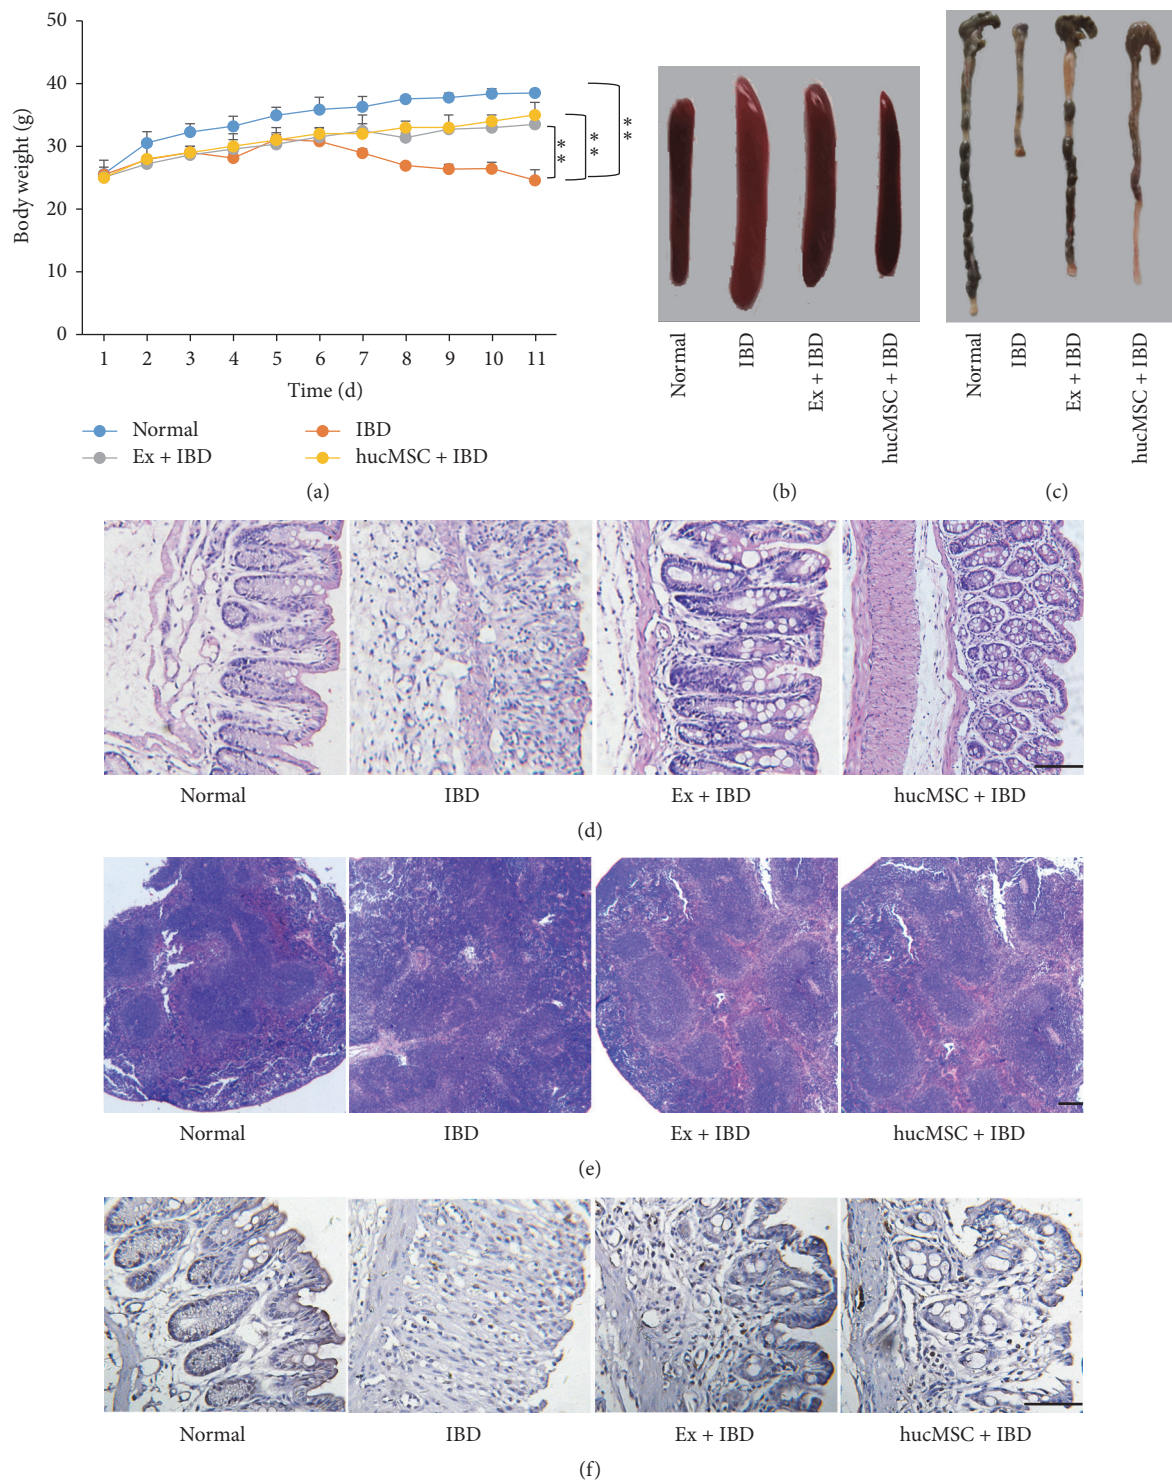 50
40
30
20
10
0
Body weight (g)
1 2 3 4 5 6 7 8 9 10 11
Time (d)
** ** **
Normal IBD
Ex + IBD hucMSC + IBD
(a)
Normal
IBD
Ex + IBD
hucMSC + IBD
(b)
Normal
IBD
Ex + IBD
hucMSC + IBD
(c)
Normal IBD Ex + IBD hucMSC + IBD
(d)
Normal IBD Ex + IBD hucMSC + IBD
(e)
Normal IBD Ex + IBD hucMSC + IBD
(f)